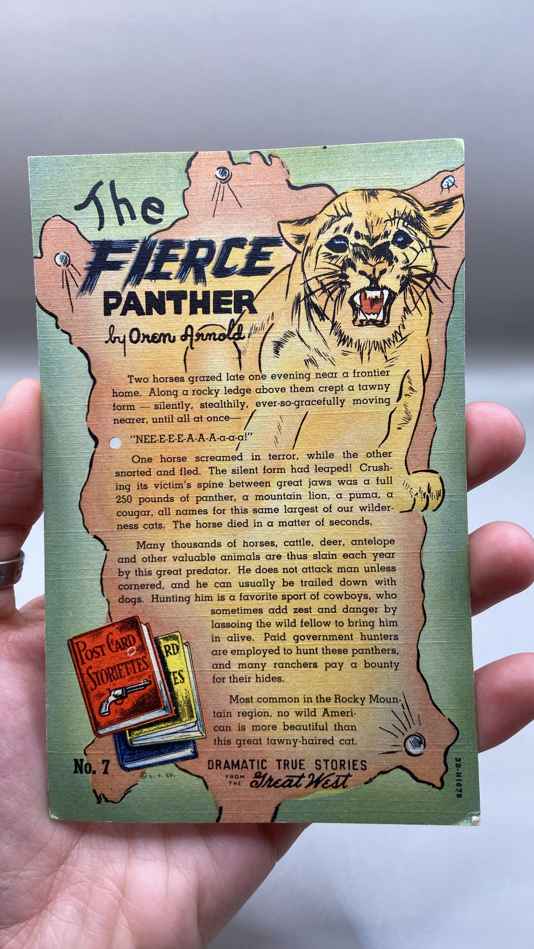 The
FIERCE
PANTHER
by Oren Arnold
Two horses grazed late one evening near a frontier
home. Along a rocky ledge above them crept a tawny
form — silently, stealthily, ever-so-gracefully moving
nearer, until all at once—
"NEE-E-E-E-A-A-A-a-a-a!"
One horse screamed in terror, while the other
snorted and fled. The silent form had leaped! Crush-
ing its victim's spine between great jaws was a full
250 pounds of panther, a mountain lion, a puma, a
cougar, all names for this same largest of our wilder-
ness cats. The horse died in a matter of seconds.
Many thousands of horses, cattle, deer, antelope
and other valuable animals are thus slain each year
by this great predator. He does not attack man unless
cornered, and he can usually be trailed down with
dogs. Hunting him is a favorite sport of cowboys, who
sometimes add zest and danger by
lassoing the wild fellow to bring him
in alive. Paid government hunters
are employed to hunt these panthers,
and many ranchers pay a bounty
for their hides.
Most common in the Rocky Moun-
tain region, no wild Ameri-
can is more beautiful than
this great tawny-haired cat.
POST CARD
STORIETTES
RD
ES
No. 7
DRAMATIC TRUE STORIES
FROM THE Great West